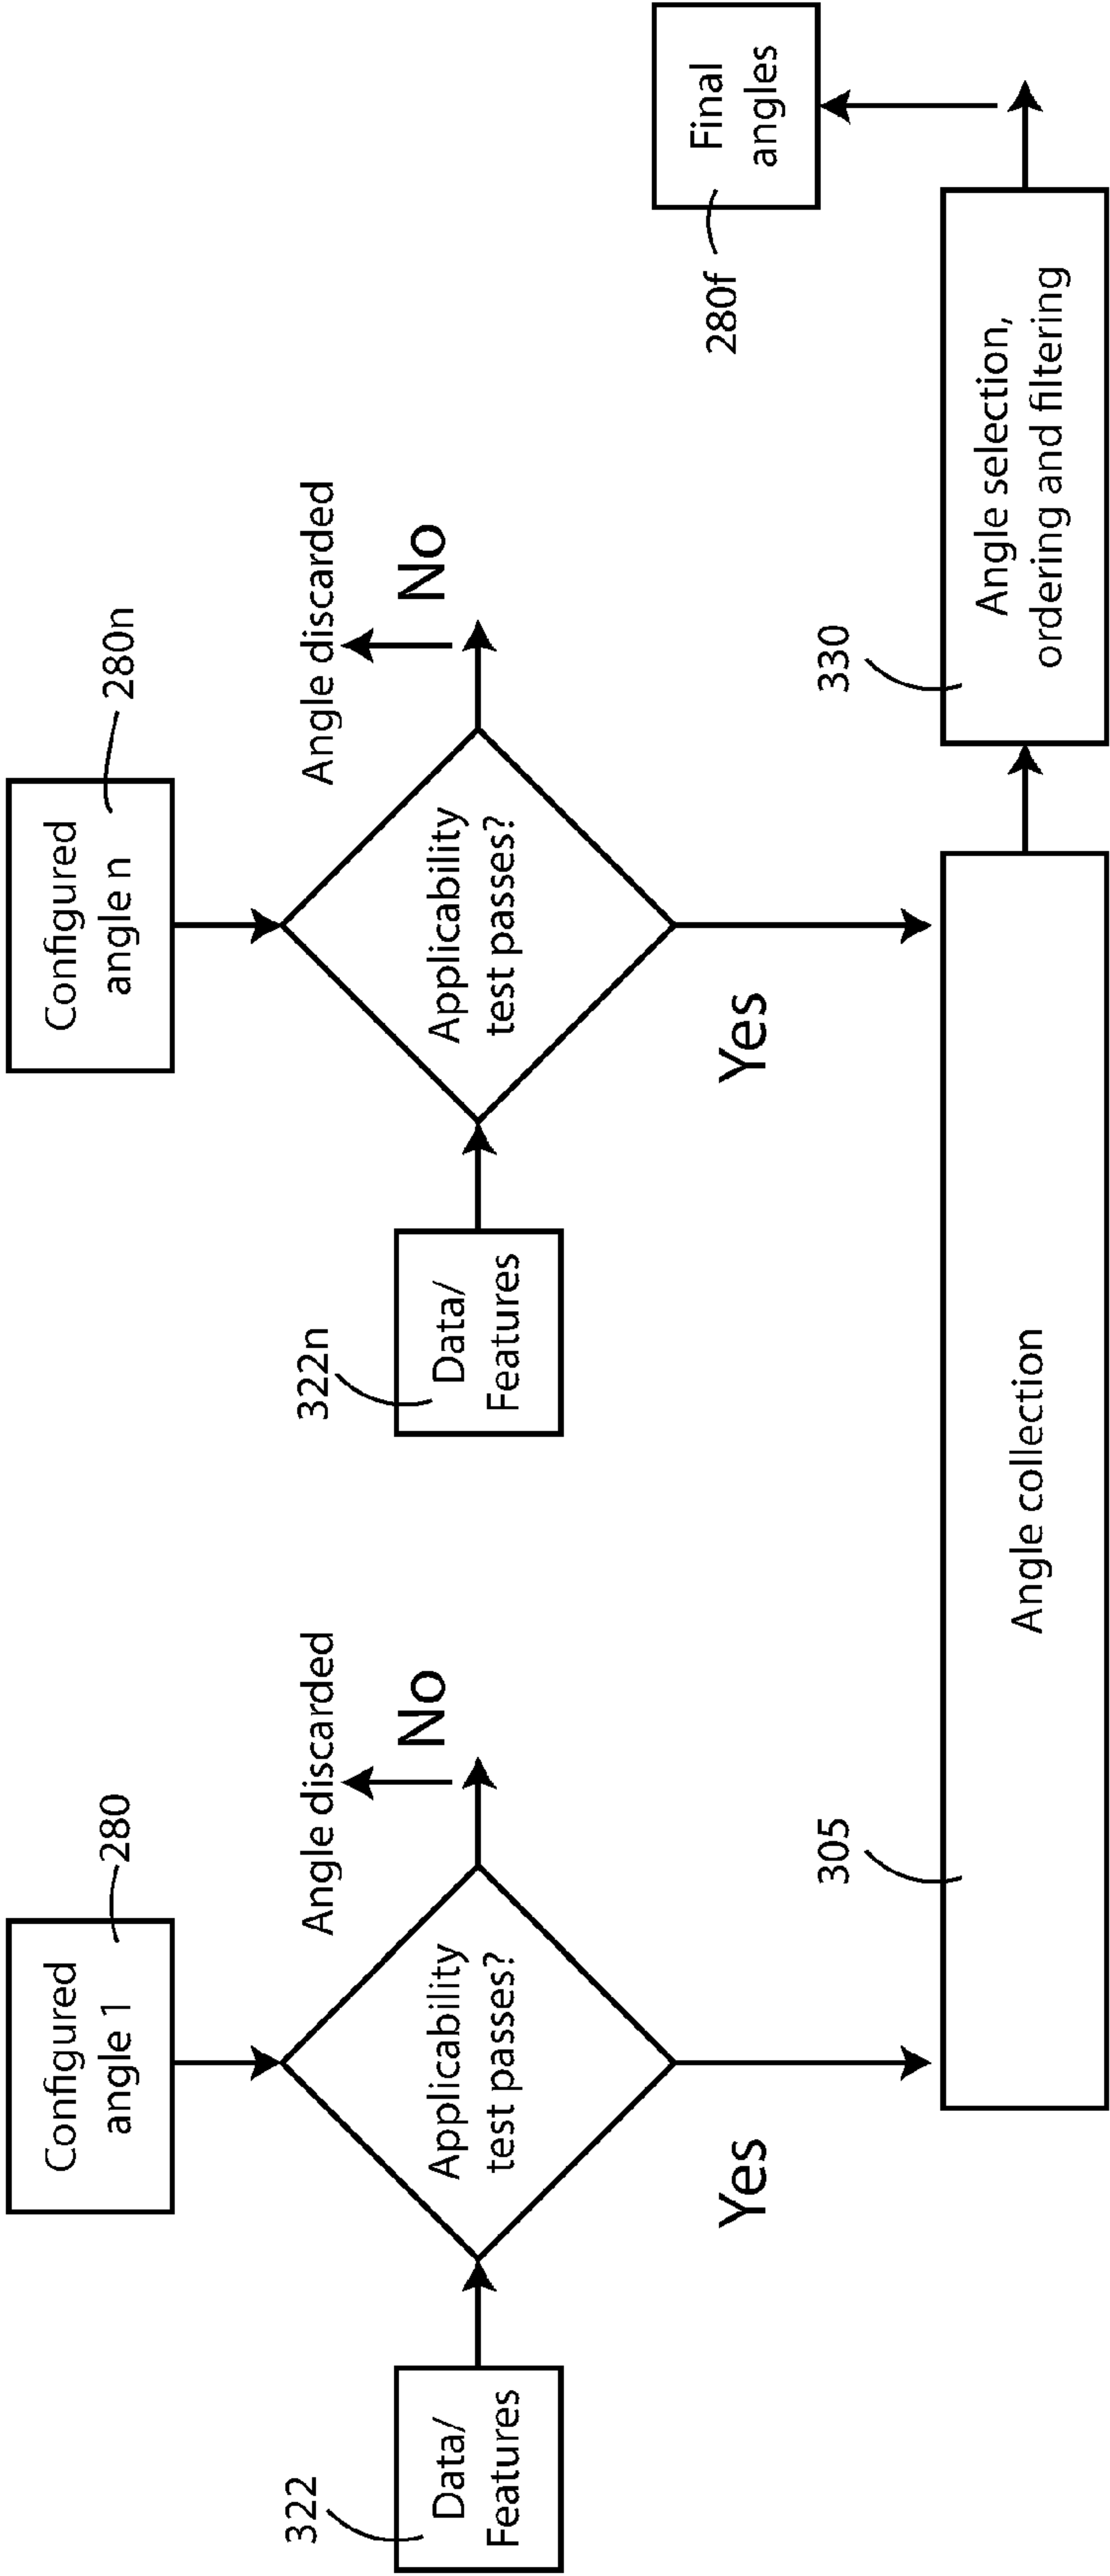 Configured
angle 1
280
Data/
Features
322
Applicability
test passes?
Angle discarded
No
Yes
Configured
angle n
280n
322n
Data/
Features
Applicability
test passes?
Angle discarded
No
Yes
305
Angle collection
330
Angle selection,
ordering and filtering
280f
Final
angles